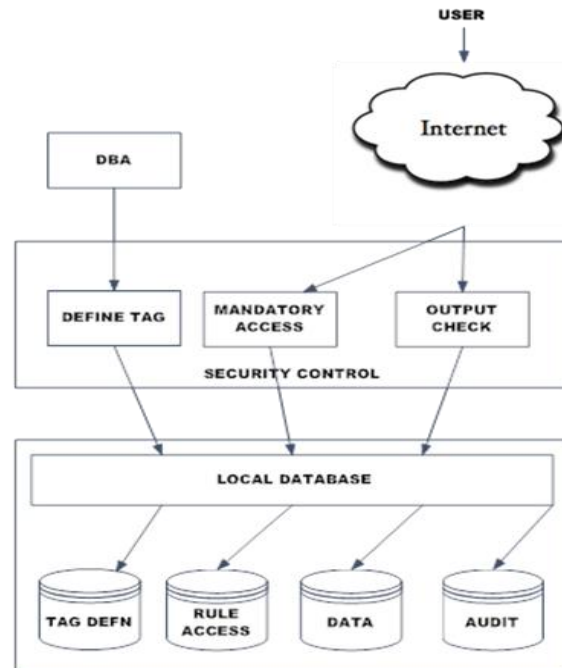 USER
Internet
DBA
DEFINE TAG
MANDATORY
ACCESS
OUTPUT
CHECK
SECURITY CONTROL
LOCAL DATABASE
TAG DEFN
RULE
ACCESS
DATA
AUDIT